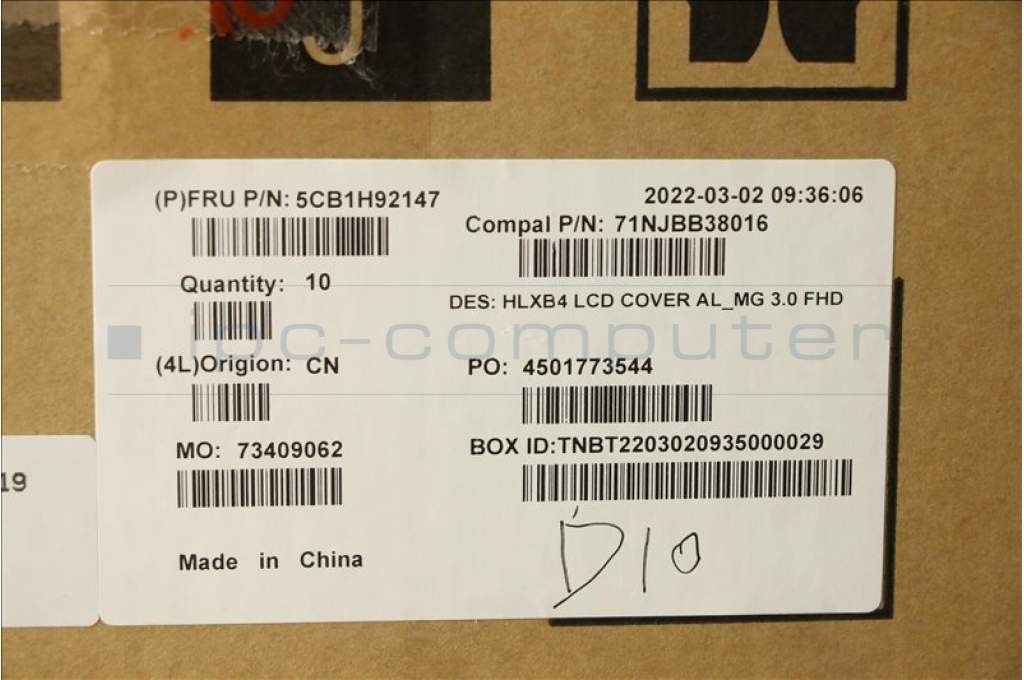 (P)FRU P/N: 5CB1H92147
2022-03-02 09:36:06
Compal P/N: 71NJBB38016
Quantity: 10
DES: HLXB4 LCD COVER AL_MG 3.0 FHD
ipc-computer
(4L)Origion: CN
PO: 4501773544
MO: 73409062
BOX ID:TNBT2203020935000029
19
Made in China
D10